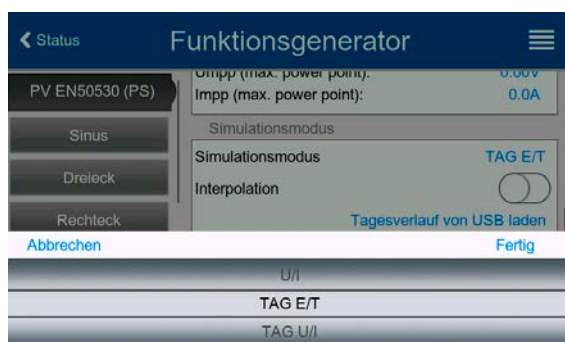 Status
Funktionsgenerator
PV EN50530 (PS)
Sinus
Dreieck
Rechteck
Umpp (max. power point): 0.00V
Impp (max. power point): 0.0A
Simulationsmodus
Simulationsmodus TAG E/T
Interpolation
Tagesverlauf von USB laden
Abbrechen Fertig
U/I
TAG E/T
TAG U/I